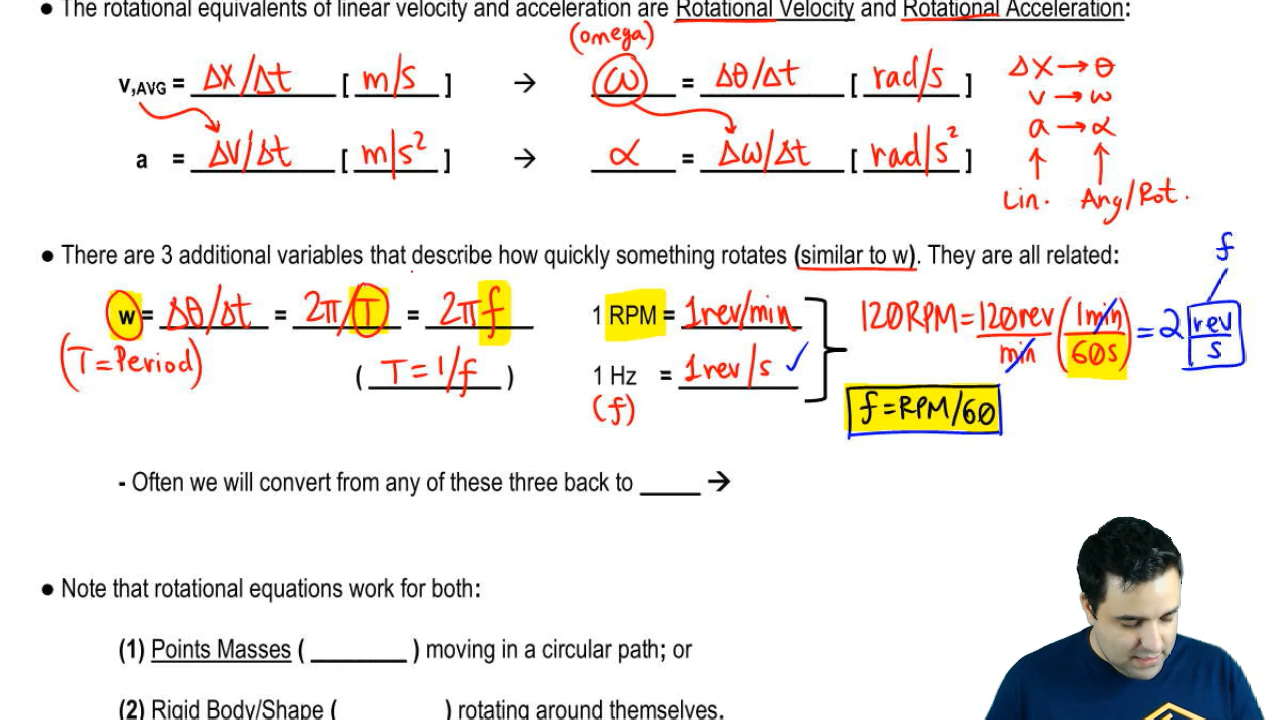 ● The rotational equivalents of linear velocity and acceleration are Rotational Velocity and Rotational Acceleration:
(omega)
v,AVG = Δx/Δt [ m/s ] → ω = Δθ/Δt [ rad/s ]
a = Δv/Δt [ m/s² ] → α = Δω/Δt [ rad/s² ]
Δx → θ
v → ω
a → α
Lin. Ang/Rot.
● There are 3 additional variables that describe how quickly something rotates (similar to w). They are all related:
f
w = Δθ/Δt = 2π/T = 2πf
(T = Period)
( T = 1/f )
1 RPM = 1rev/min
1 Hz = 1rev/s ✓
(f)
120RPM = 120rev/min (1min/60s) = 2 rev/s
f = RPM/60
- Often we will convert from any of these three back to _____ →
● Note that rotational equations work for both:
(1) Points Masses ( ________ ) moving in a circular path; or
(2) Rigid Body/Shape ( ________ ) rotating around themselves.